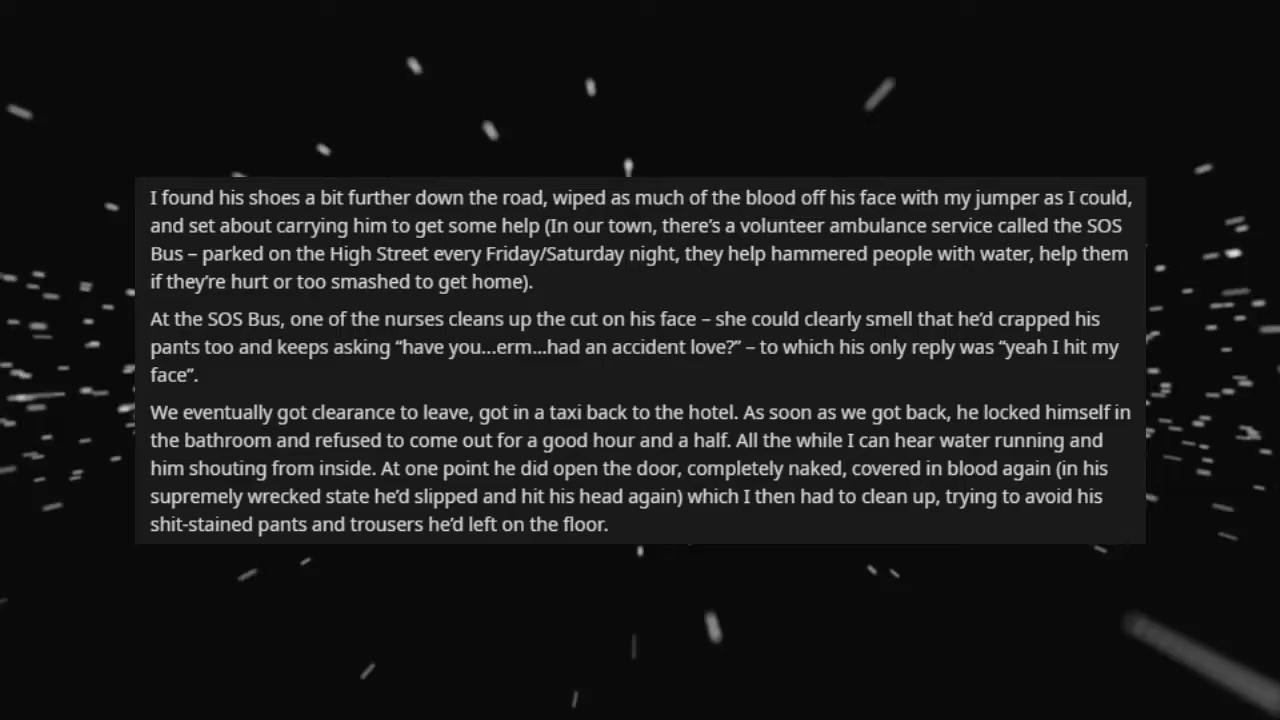 I found his shoes a bit further down the road, wiped as much of the blood off his face with my jumper as I could,
and set about carrying him to get some help (In our town, there’s a volunteer ambulance service called the SOS
Bus – parked on the High Street every Friday/Saturday night, they help hammered people with water, help them
if they’re hurt or too smashed to get home).
At the SOS Bus, one of the nurses cleans up the cut on his face – she could clearly smell that he’d crapped his
pants too and keeps asking “have you...erm...had an accident love?” – to which his only reply was “yeah I hit my
face”.
We eventually got clearance to leave, got in a taxi back to the hotel. As soon as we got back, he locked himself in
the bathroom and refused to come out for a good hour and a half. All the while I can hear water running and
him shouting from inside. At one point he did open the door, completely naked, covered in blood again (in his
supremely wrecked state he’d slipped and hit his head again) which I then had to clean up, trying to avoid his
shit-stained pants and trousers he’d left on the floor.